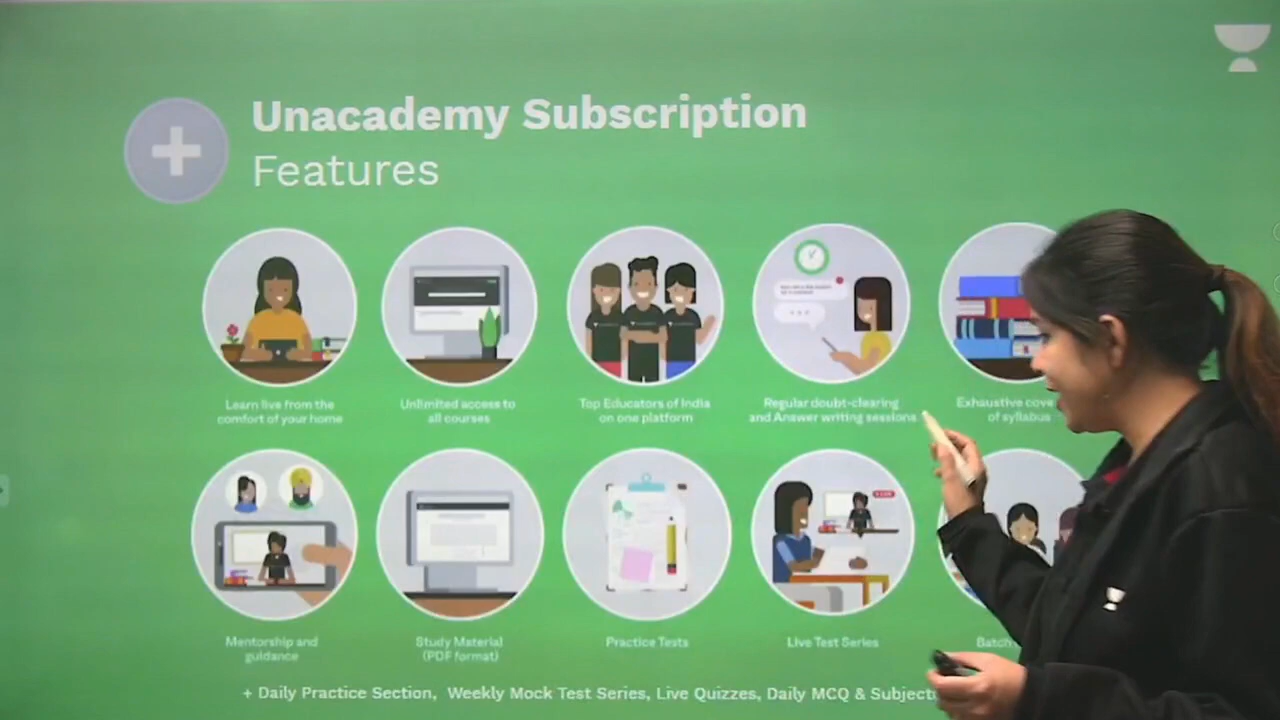 Unacademy Subscription
Features
Learn live from the
comfort of your home
Unlimited access to
all courses
Top Educators of India
on one platform
Regular doubt-clearing
and Answer writing sessions
Exhaustive
of syllabus
Mentorship and
guidance
Study Material
(PDF format)
Practice Tests
Live Test Series
Batch
+ Daily Practice Section, Weekly Mock Test Series, Live Quizzes, Daily MCQ &